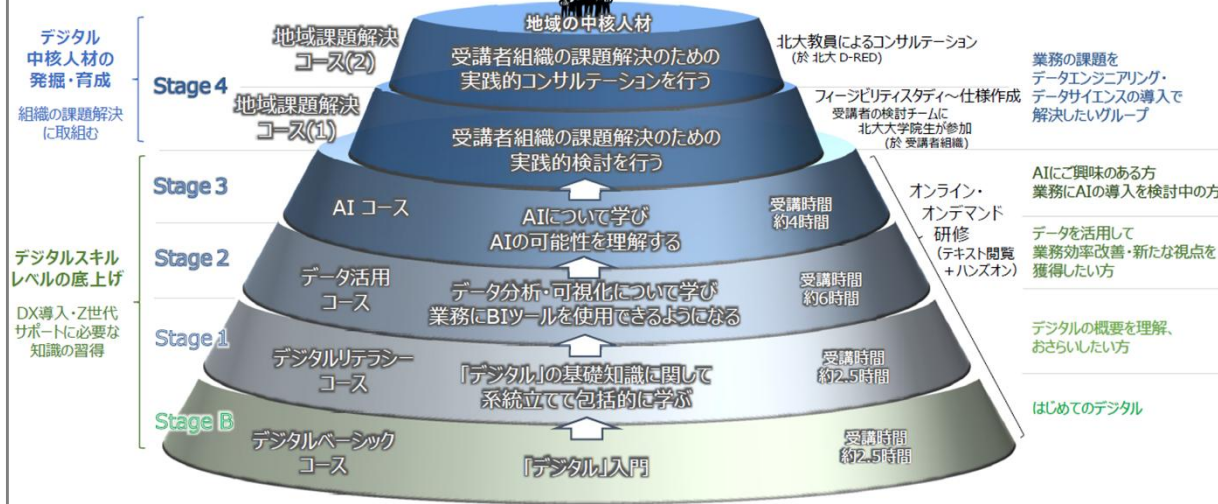 地域の中核人材
デジタル
中核人材の
発掘・育成
組織の課題解決
に取組む
Stage 4
地域課題解決
コース(2)
受講者組織の課題解決のための
実践的コンサルテーションを行う
北大教員によるコンサルテーション
(於 北大 D-RED)
業務の課題を
データエンジニアリング・
データサイエンスの導入で
解決したいグループ
地域課題解決
コース(1)
受講者組織の課題解決のための
実践的検討を行う
フィージビリティスタディ～仕様作成
受講者の検討チームに
北大大学院生が参加
(於 受講者組織)
デジタルスキル
レベルの底上げ
DX導入・Z世代
サポートに必要な
知識の習得
Stage 3
AI コース
AIについて学び
AIの可能性を理解する
受講時間
約4時間
オンライン・
オンデマンド
研修
(テキスト閲覧
＋ハンズオン)
AIにご興味のある方
業務にAIの導入を検討中の方
Stage 2
データ活用
コース
データ分析・可視化について学び
業務にBIツールを使用できるようになる
受講時間
約6時間
データを活用して
業務効率改善・新たな視点を
獲得したい方
Stage 1
デジタルリテラシー
コース
「デジタル」の基礎知識に関して
系統立てて包括的に学ぶ
受講時間
約2.5時間
デジタルの概要を理解、
おさらいしたい方
Stage B
デジタルベーシック
コース
「デジタル」入門
受講時間
約2.5時間
はじめてのデジタル